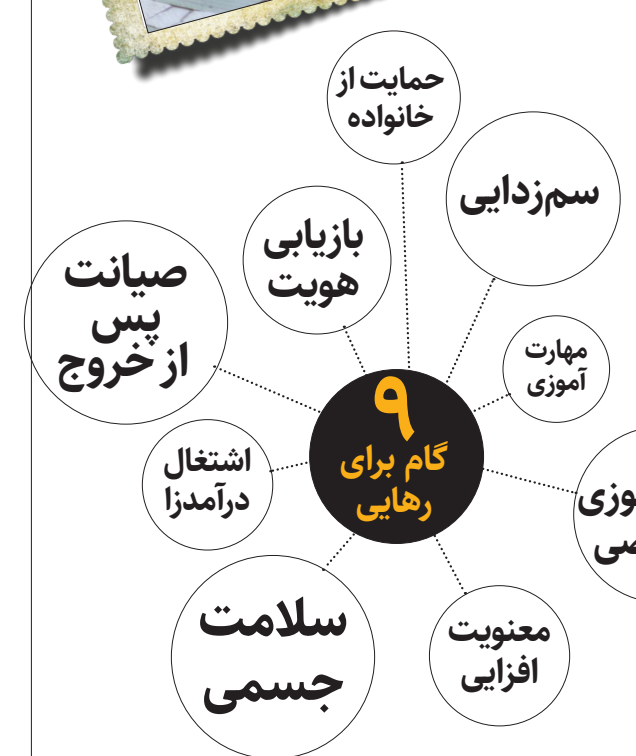 حمایت از
خانواده
سم‌زدایی
بازیابی
هویت
صیانت
پس
از خروج
مهارت
آموزی
۹
گام برای
رهایی
اشتغال
درآمدزا
سلامت
جسمی
معنویت
افزایی